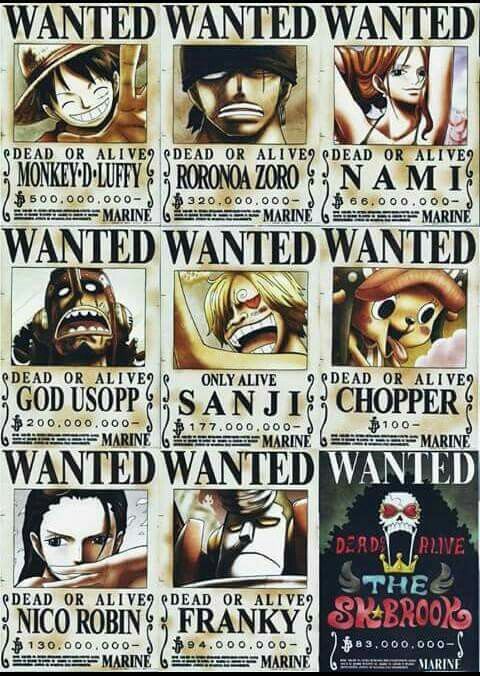 WANTED
DEAD OR ALIVE
MONKEY·D·LUFFY
500,000,000-
MARINE
WANTED
DEAD OR ALIVE
RORONOA ZORO
320,000,000-
MARINE
WANTED
DEAD OR ALIVE
NAMI
66,000,000-
MARINE
WANTED
DEAD OR ALIVE
GOD USOPP
200,000,000-
MARINE
WANTED
ONLY ALIVE
SANJI
177,000,000-
MARINE
WANTED
DEAD OR ALIVE
CHOPPER
100-
MARINE
WANTED
DEAD OR ALIVE
NICO ROBIN
130,000,000-
MARINE
WANTED
DEAD OR ALIVE
FRANKY
94,000,000-
MARINE
WANTED
DEAD ALIVE
THE
BROOK
83,000,000-
MARINE